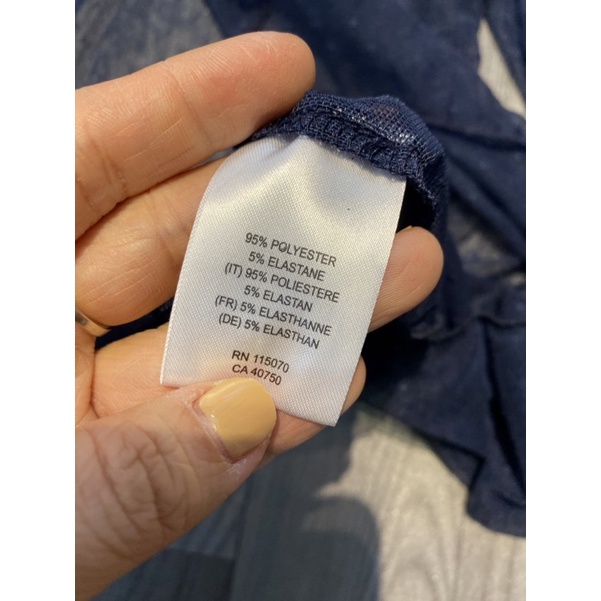 95% POLYESTER
5% ELASTANE
(IT) 95% POLIESTERE
5% ELASTAN
(FR) 5% ELASTHANNE
(DE) 5% ELASTHAN
RN 115070
CA 40750